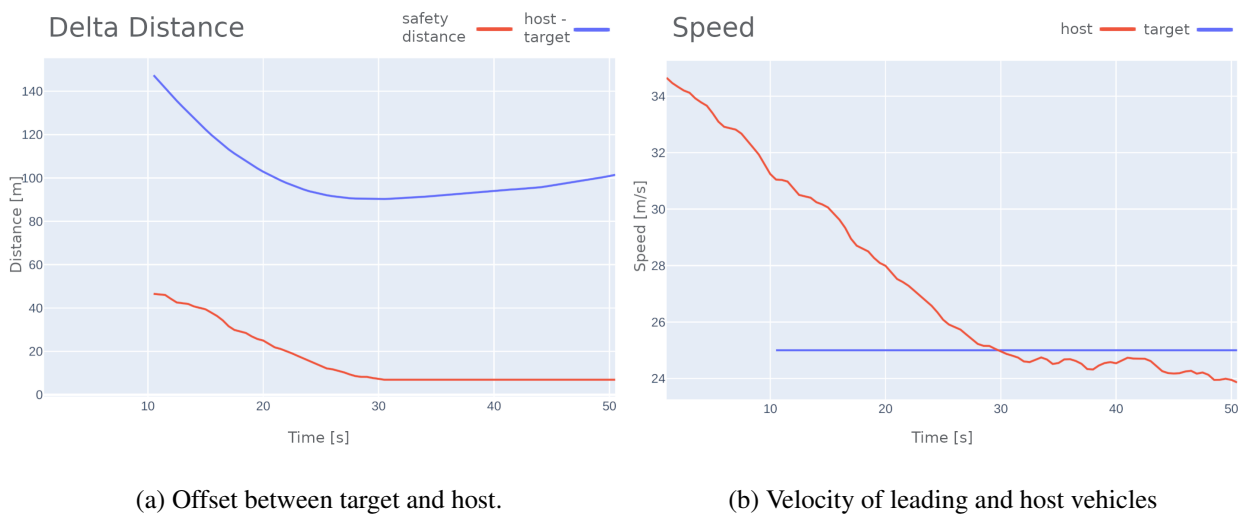 Delta Distance
safety
distance
host -
target
Distance [m]
140
120
100
80
60
40
20
0
10
20
30
40
50
Time [s]
(a) Offset between target and host.
Speed
host
target
Speed [m/s]
34
32
30
28
26
24
10
20
30
40
50
Time [s]
(b) Velocity of leading and host vehicles